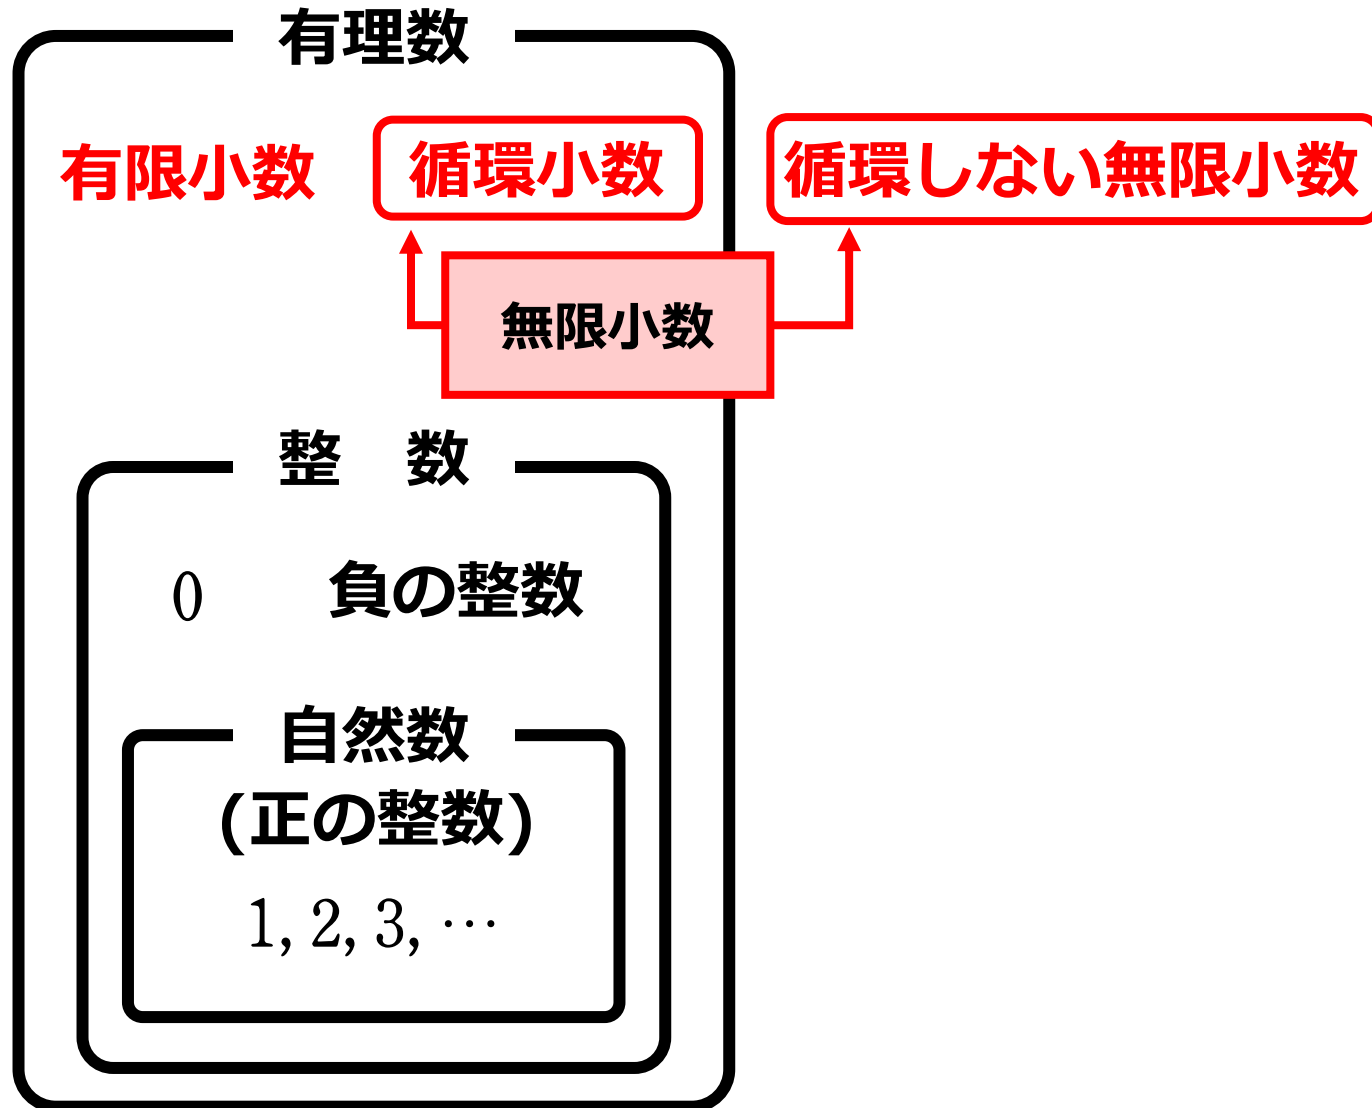 有理数
有限小数 循環小数 循環しない無限小数
無限小数
整 数
0 負の整数
自然数
(正の整数)
1, 2, 3, …